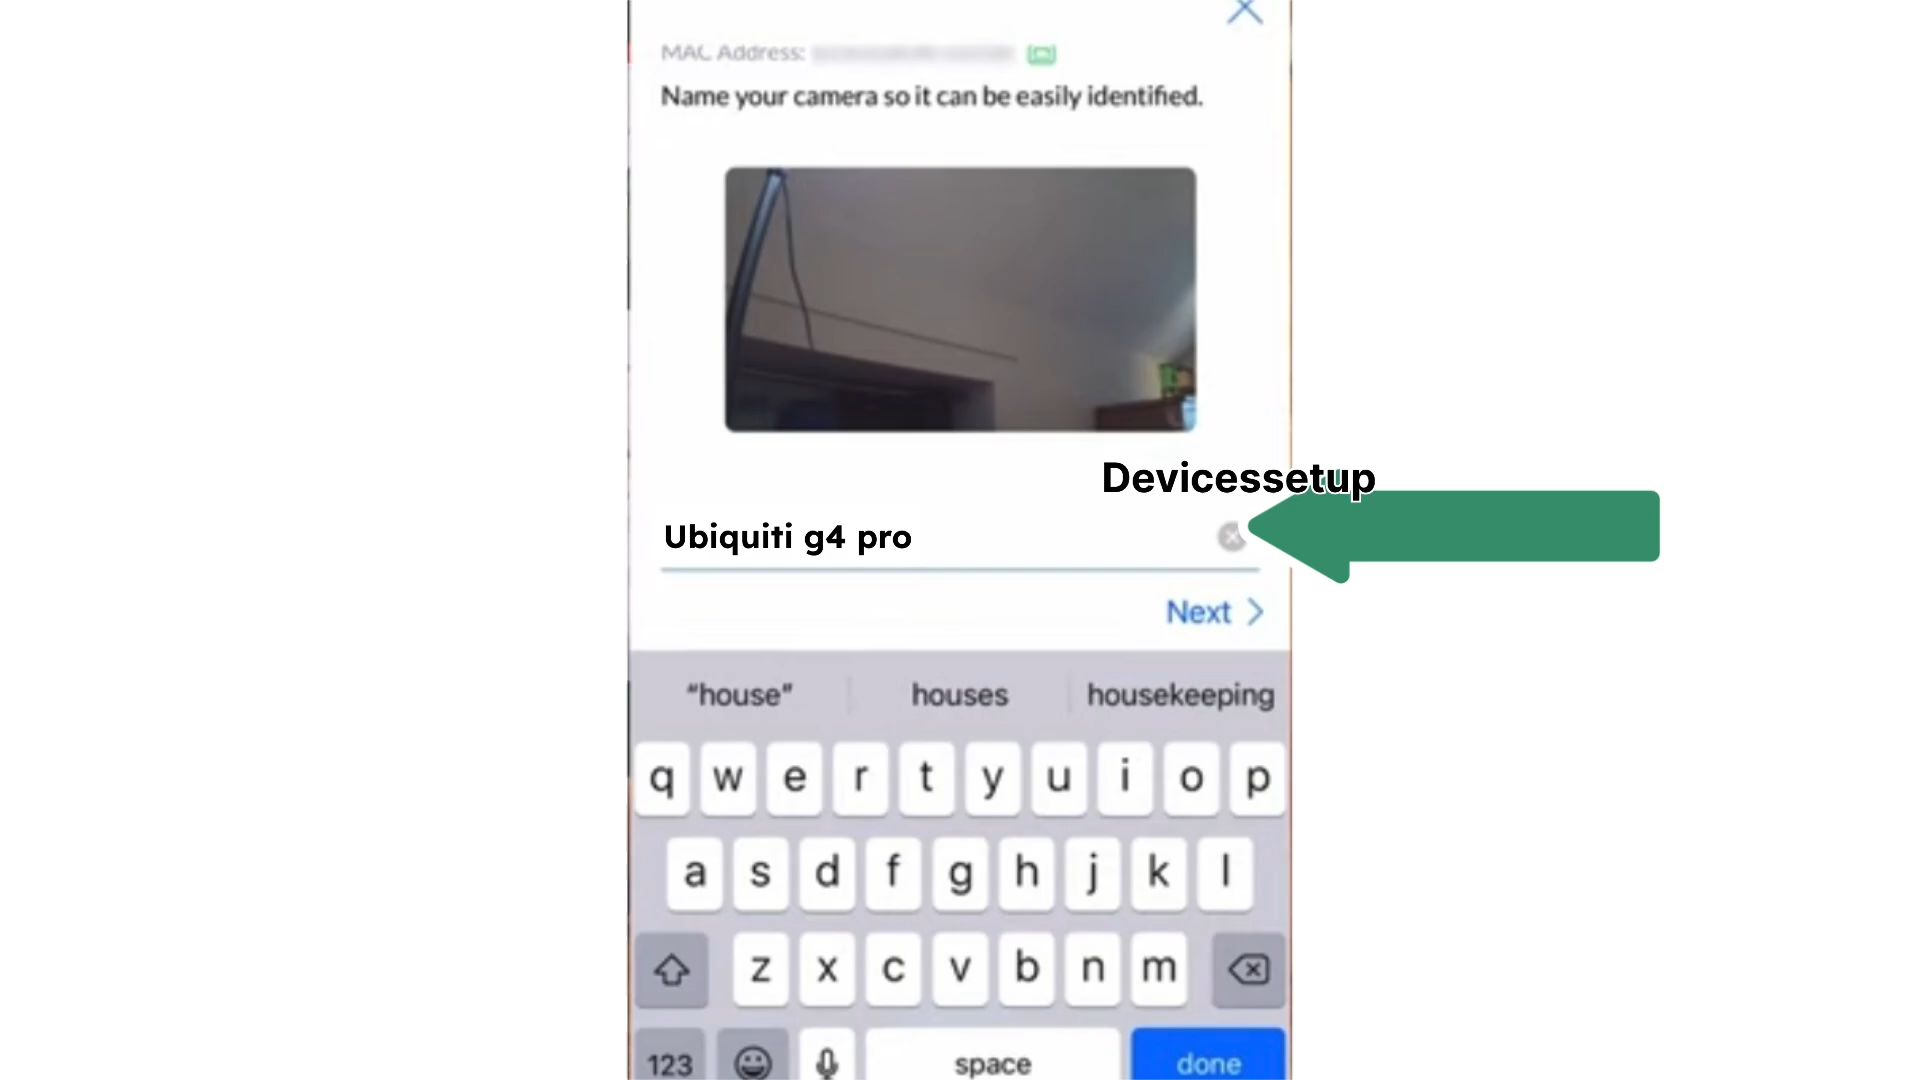 MAC Address:
Name your camera so it can be easily identified.
Devicessetup
Ubiquiti g4 pro
Next
“house” houses housekeeping
q w e r t y u i o p
a s d f g h j k l
z x c v b n m
123 space done